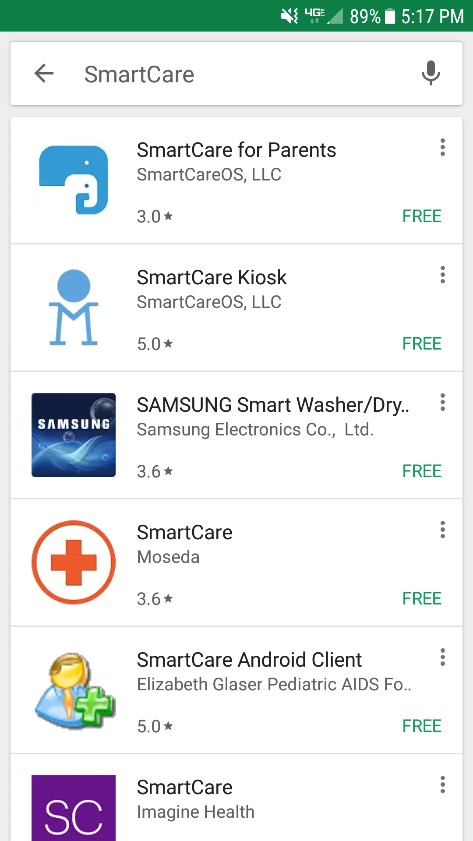 4GE 89% 5:17 PM
SmartCare
SmartCare for Parents
SmartCareOS, LLC
3.0★ FREE
SmartCare Kiosk
SmartCareOS, LLC
5.0★ FREE
SAMSUNG
SAMSUNG Smart Washer/Dry..
Samsung Electronics Co., Ltd.
3.6★ FREE
SmartCare
Moseda
3.6★ FREE
SmartCare Android Client
Elizabeth Glaser Pediatric AIDS Fo..
5.0★ FREE
SC
SmartCare
Imagine Health